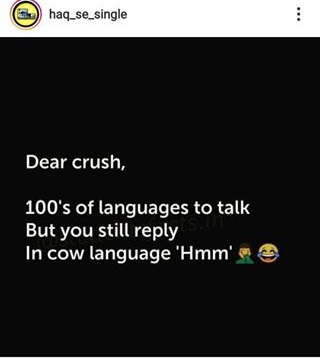 haq_se_single
Dear crush,
100's of languages to talk
But you still reply
In cow language 'Hmm'🤦‍♂️😂